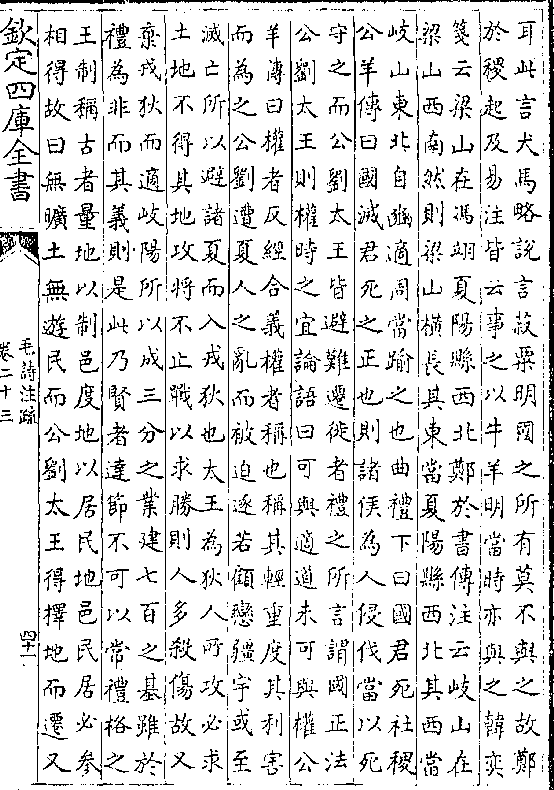 耳此言犬馬略説言菽粟明國之所有莫不與之故鄭
於稷起及易注皆云事之以牛羊明當時亦與之韓奕
箋云梁山在馮翊夏陽縣西北鄭於書傳注云岐山在
梁山西南然則梁山横長其東當夏陽縣西北其西當
岐山東北自豳適周當踰之也曲禮下曰國君死社稷
公羊傳曰國滅君死之正也則諸侯為人侵伐當以死
守之而公劉太王皆避難遷徙者禮之所言謂國正法
公劉太王則權時之宜論語曰可與適道未可與權公
羊傳曰權者反經合義權者稱也稱其輕重度其利害
而為之公劉遭夏人之亂而被迫逐若顧戀疆宇或至
滅亡所以避諸夏而入戎狄也太王為狄人所攻必求
土地不得其地攻將不止戰以求勝則人多殺傷故又
棄戎狄而適岐陽所以成三分之業建七百之基雖於
禮為非而其義則是此乃賢者達節不可以常禮格之
王制稱古者量地以制邑度地以居民地邑民居必參
相得故曰無曠土無遊民而公劉太王得擇地而遷又
欽定四庫全書
毛詩注疏
卷二十三
四十一